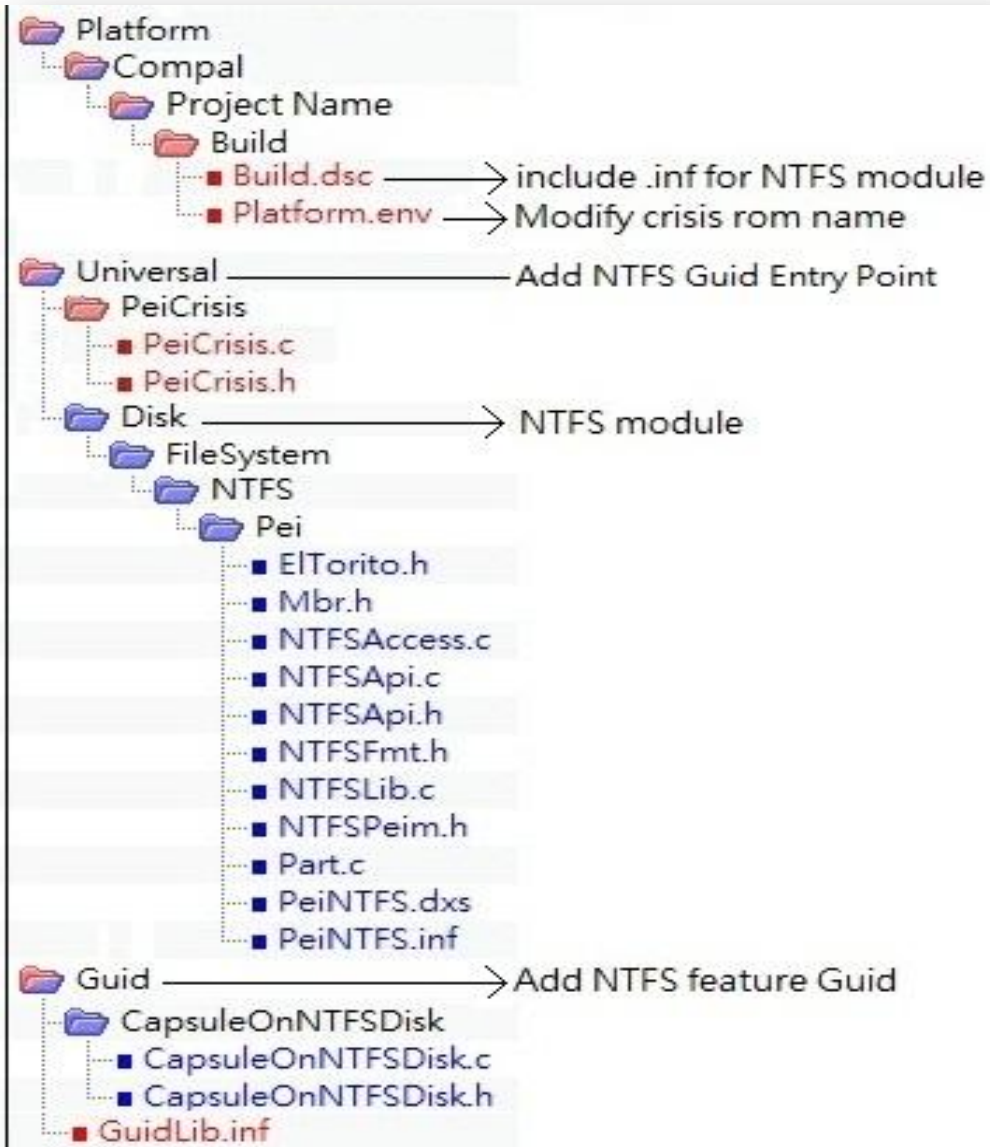 Platform
Compal
Project Name
Build
Build.dsc include .inf for NTFS module
Platform.env Modify crisis rom name
Universal Add NTFS Guid Entry Point
PeiCrisis
PeiCrisis.c
PeiCrisis.h
Disk NTFS module
FileSystem
NTFS
Pei
ElTorito.h
Mbr.h
NTFSAccess.c
NTFSApi.c
NTFSApi.h
NTFSFmt.h
NTFSLib.c
NTFSPeim.h
Part.c
PeiNTFS.dxs
PeiNTFS.inf
Guid Add NTFS feature Guid
CapsuleOnNTFSDisk
CapsuleOnNTFSDisk.c
CapsuleOnNTFSDisk.h
GuidLib.inf